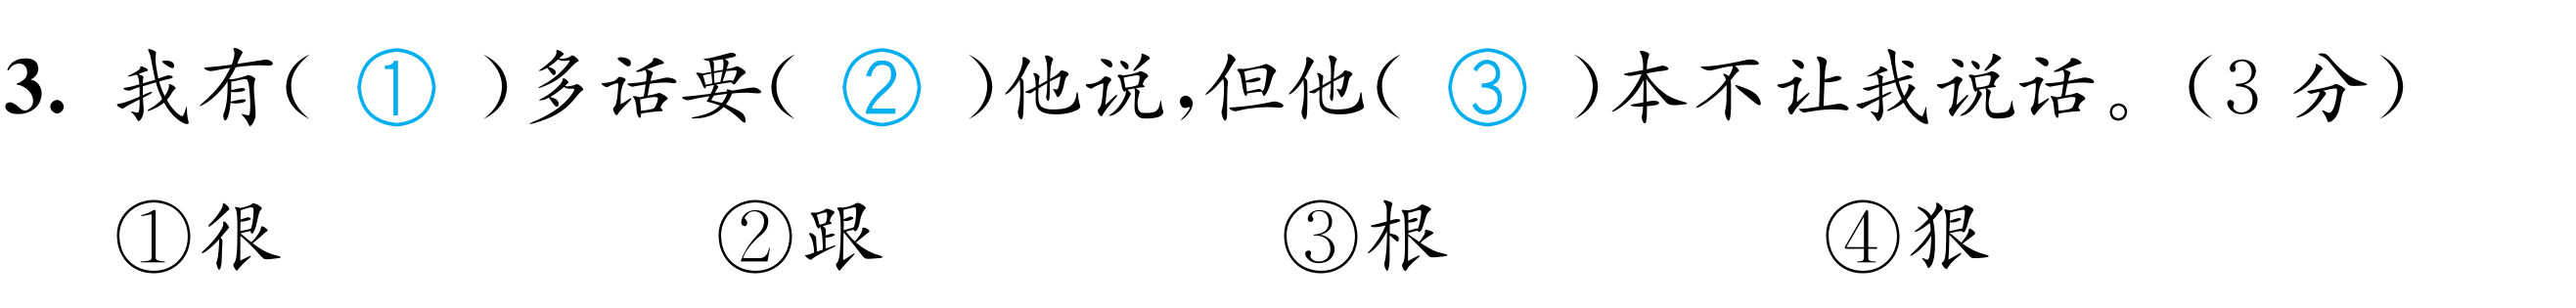 3. 我有( ① )多话要( ② )他说,但他( ③ )本不让我说话。(3 分)
①很 ②跟 ③根 ④狠